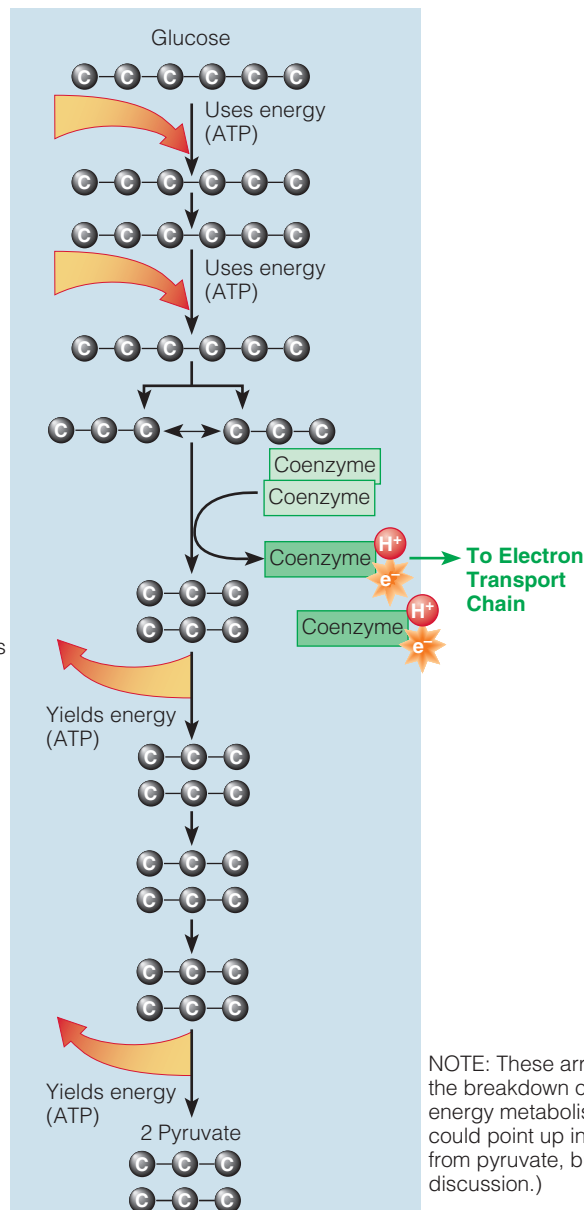 Glucose
C C C C C C
Uses energy
(ATP)
C C C C C C
C C C C C C
Uses energy
(ATP)
C C C C C C
C C C C C C
Coenzyme
Coenzyme
Coenzyme H+ e–
To Electron
Transport
Chain
C C C
C C C
Coenzyme H+ e–
s
Yields energy
(ATP)
C C C
C C C
C C C
C C C
C C C
C C C
Yields energy
(ATP)
2 Pyruvate
C C C
C C C
NOTE: These arr
the breakdown o
energy metabolis
could point up in
from pyruvate, b
discussion.)